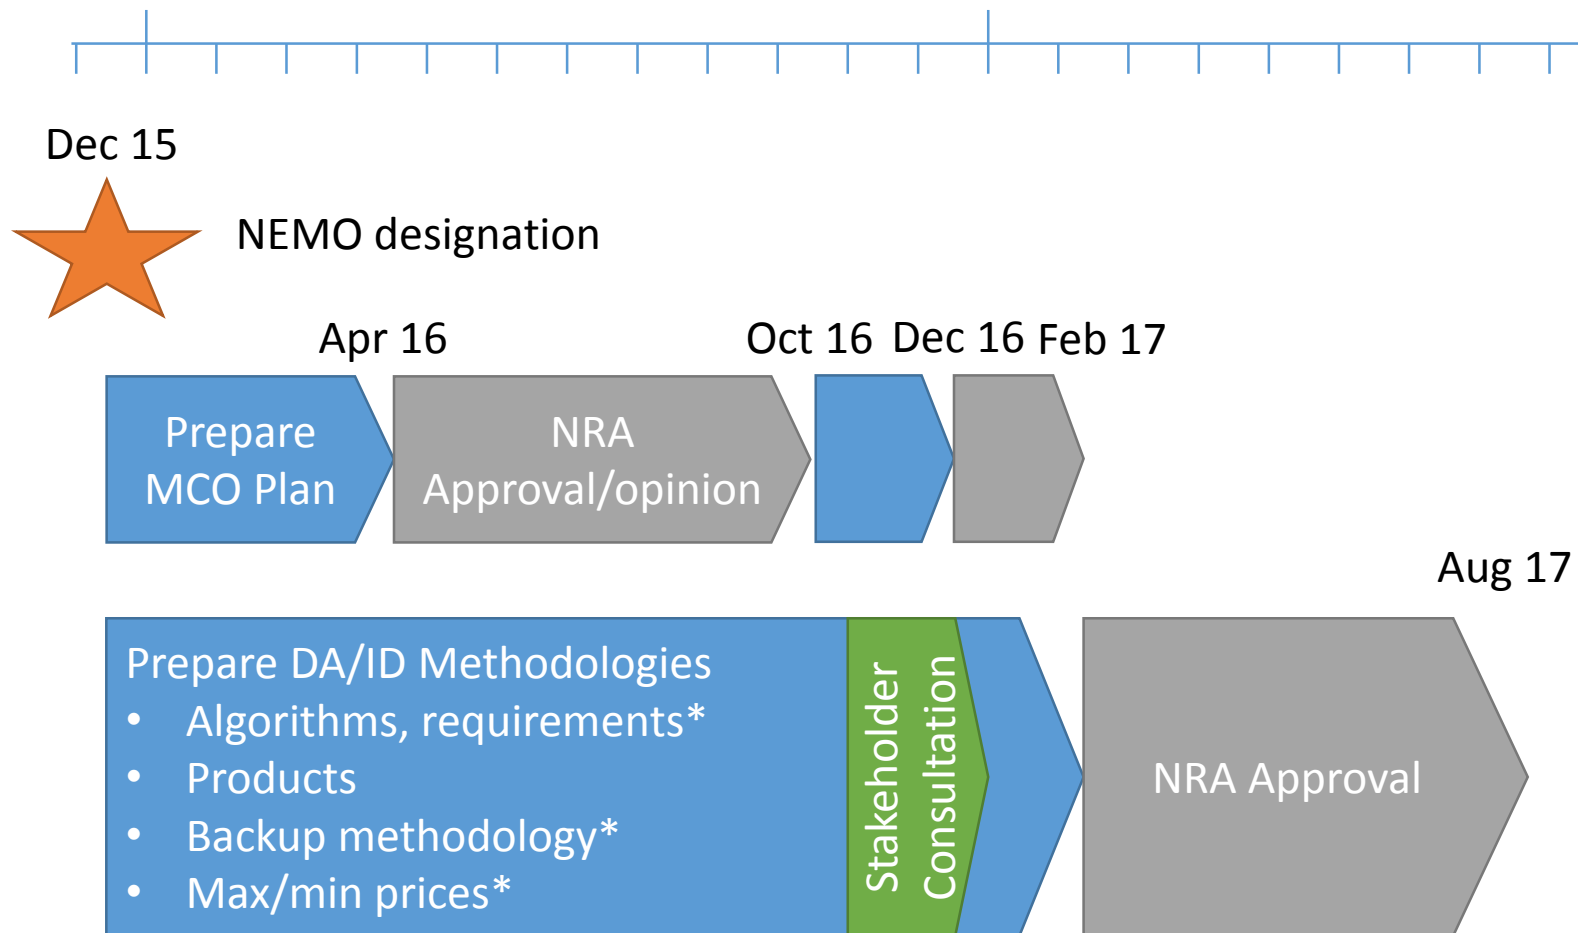 Dec 15
NEMO designation
Apr 16
Oct 16
Dec 16
Feb 17
Prepare
MCO Plan
NRA
Approval/opinion
Aug 17
Prepare DA/ID Methodologies
• Algorithms, requirements*
• Products
• Backup methodology*
• Max/min prices*
Stakeholder
Consultation
NRA Approval